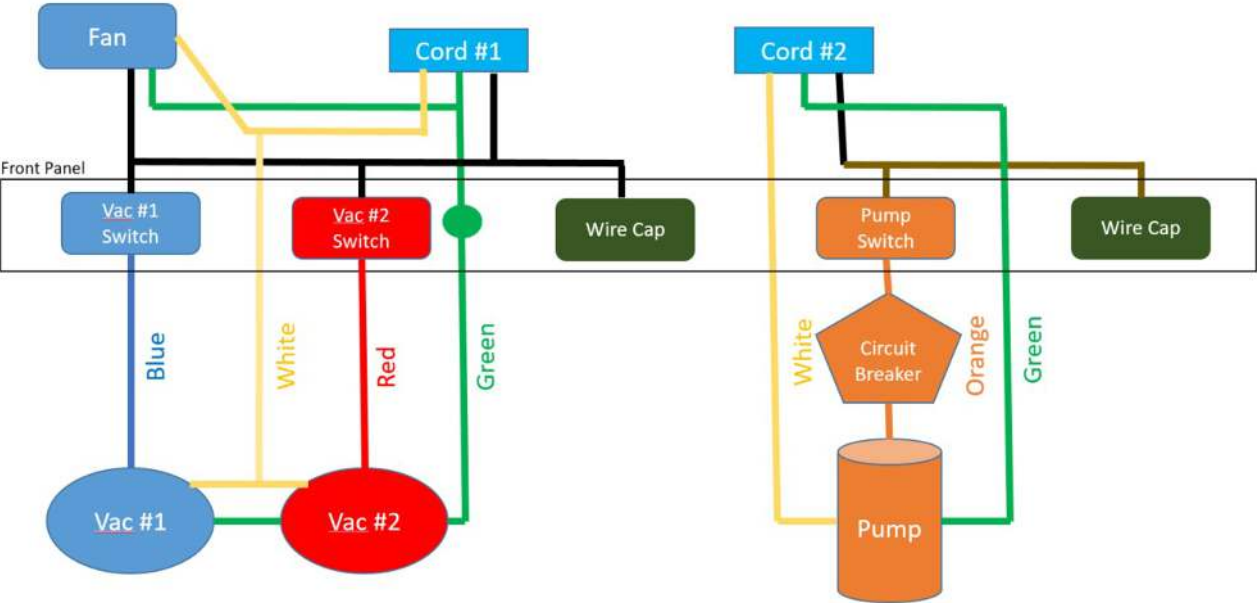 Fan
Cord #1
Cord #2
Front Panel
Vac #1
Switch
Vac #2
Switch
Wire Cap
Pump
Switch
Wire Cap
Blue
White
Red
Green
White
Circuit
Breaker
Orange
Green
Vac #1
Vac #2
Pump